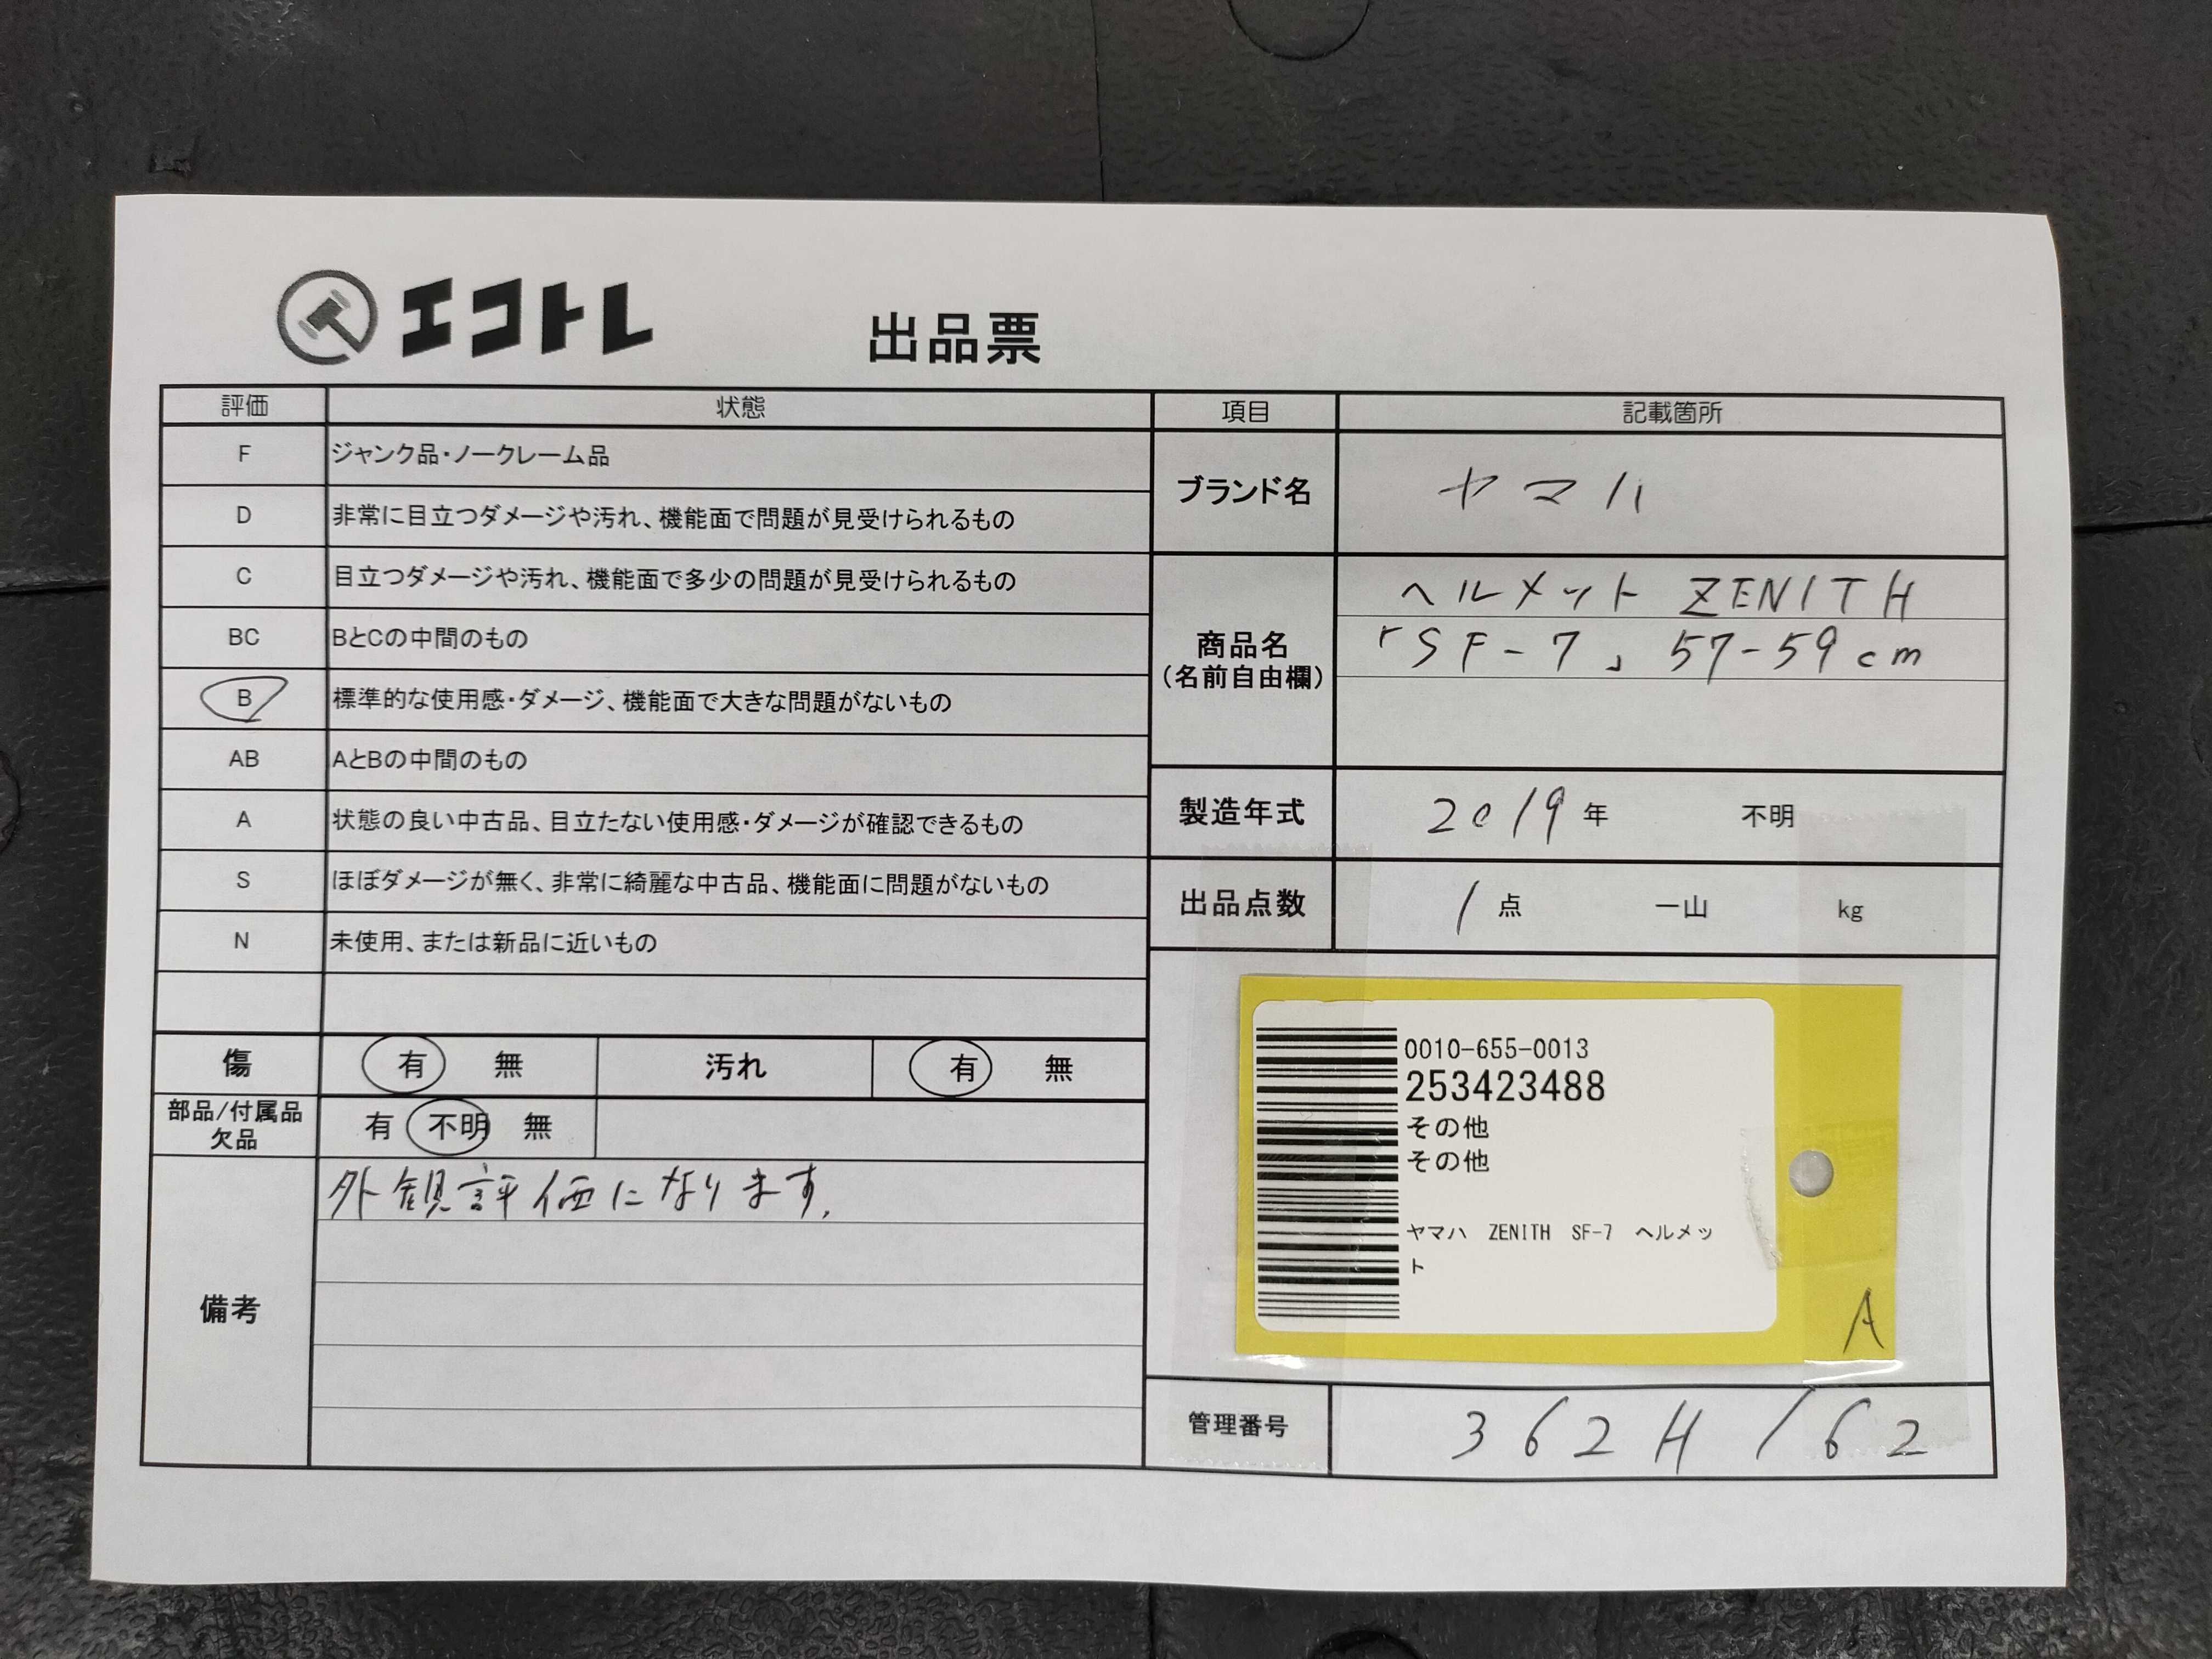 エコトレ
出品票
評価 状態
F ジャンク品・ノークレーム品
D 非常に目立つダメージや汚れ、機能面で問題が見受けられるもの
C 目立つダメージや汚れ、機能面で多少の問題が見受けられるもの
BC BとCの中間のもの
B 標準的な使用感・ダメージ、機能面で大きな問題がないもの
AB AとBの中間のもの
A 状態の良い中古品、目立たない使用感・ダメージが確認できるもの
S ほぼダメージが無く、非常に綺麗な中古品、機能面に問題がないもの
N 未使用、または新品に近いもの
傷 有 無 汚れ 有 無
部品/付属品
欠品
有 不明 無
備考
外観評価になります.
項目 記載箇所
ブランド名 ヤマハ
商品名
(名前自由欄)
ヘルメット ZENITH
「SF-7」57-59cm
製造年式 2019年 不明
出品点数 1点 一山 kg
0010-655-0013
253423488
その他
その他
ヤマハ ZENITH SF-7 ヘルメッ
ト
A
管理番号 362H162